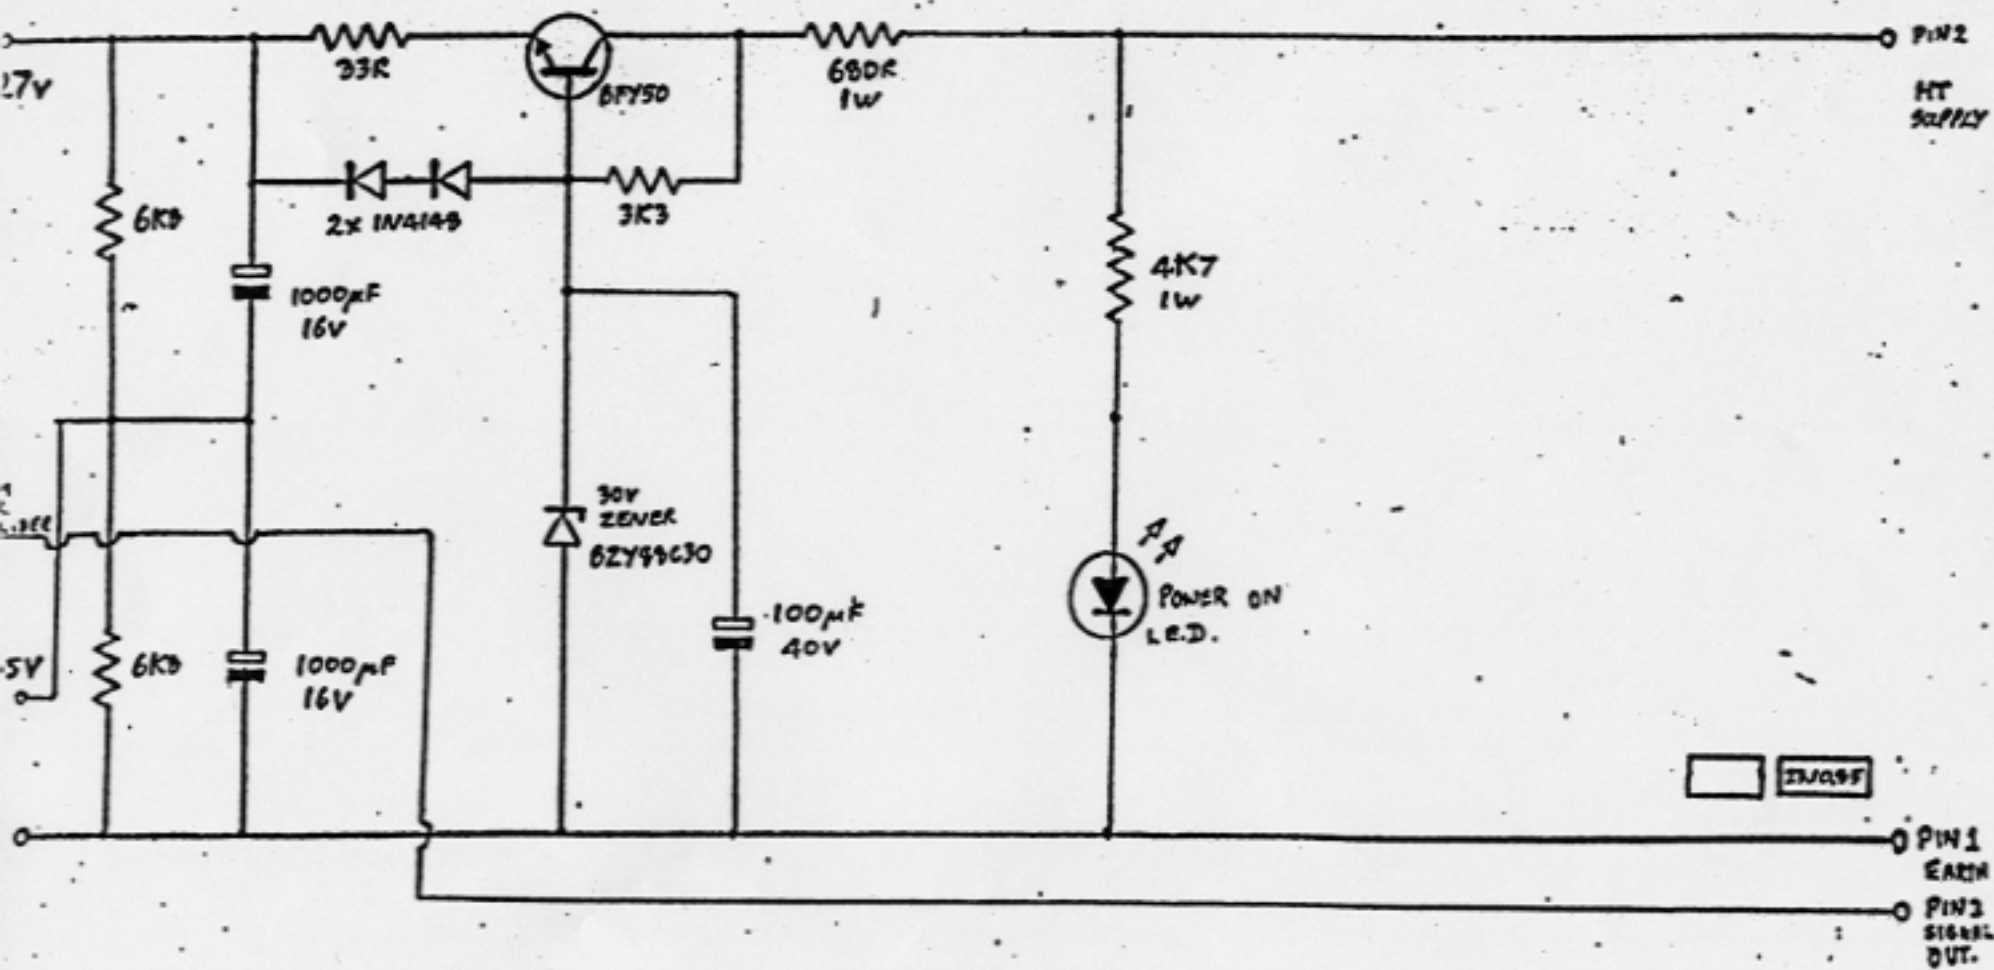 27V
33R
BFY50
680R
1W
PIN2
HT
SUPPLY
6K8
2x 1N4148
3K3
1000µF
16V
4K7
1W
30V
ZENER
BZY88C30
-5V
6K8
1000µF
16V
100µF
40V
POWER ON
L.E.D.
PIN1
EARTH
PIN3
SIGNAL
OUT.